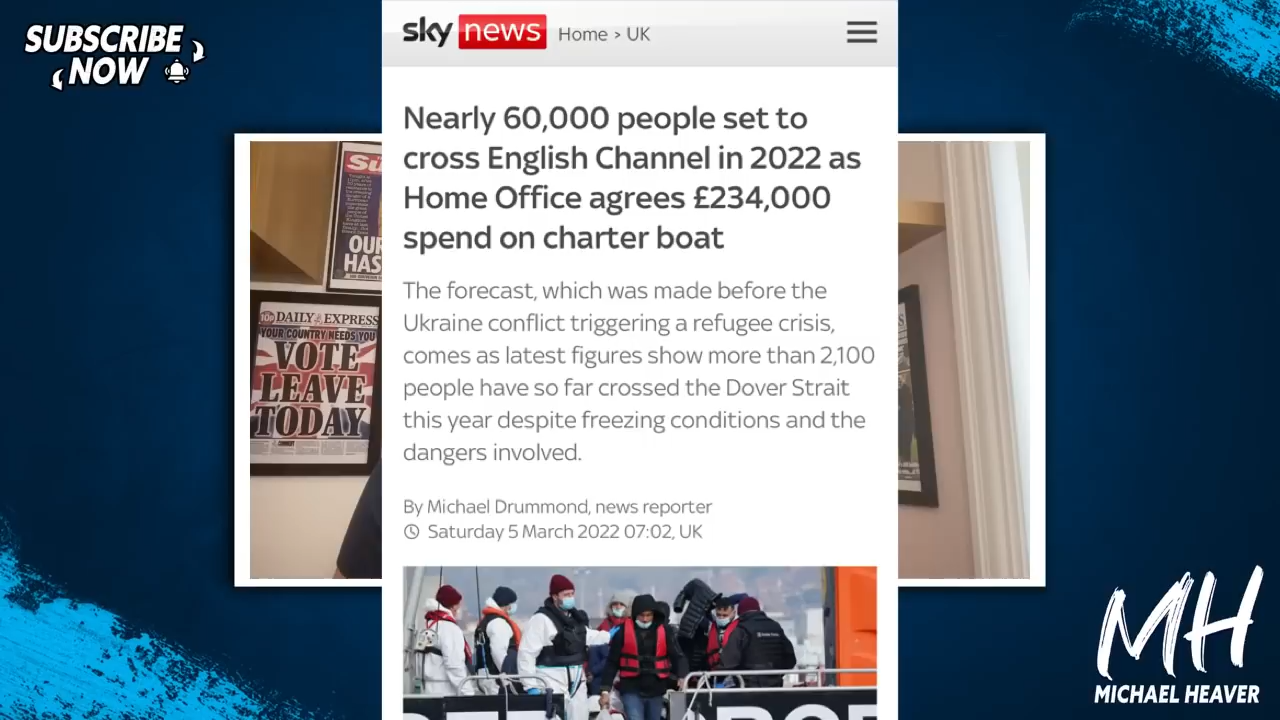 SUBSCRIBE
NOW
sky news Home > UK
Nearly 60,000 people set to
cross English Channel in 2022 as
Home Office agrees £234,000
spend on charter boat
The forecast, which was made before the
Ukraine conflict triggering a refugee crisis,
comes as latest figures show more than 2,100
people have so far crossed the Dover Strait
this year despite freezing conditions and the
dangers involved.
By Michael Drummond, news reporter
Saturday 5 March 2022 07:02, UK
Su
OUR
HAS
10p DAILY EXPRESS
YOUR COUNTRY NEEDS YOU
VOTE
LEAVE
TODAY
MH
MICHAEL HEAVER